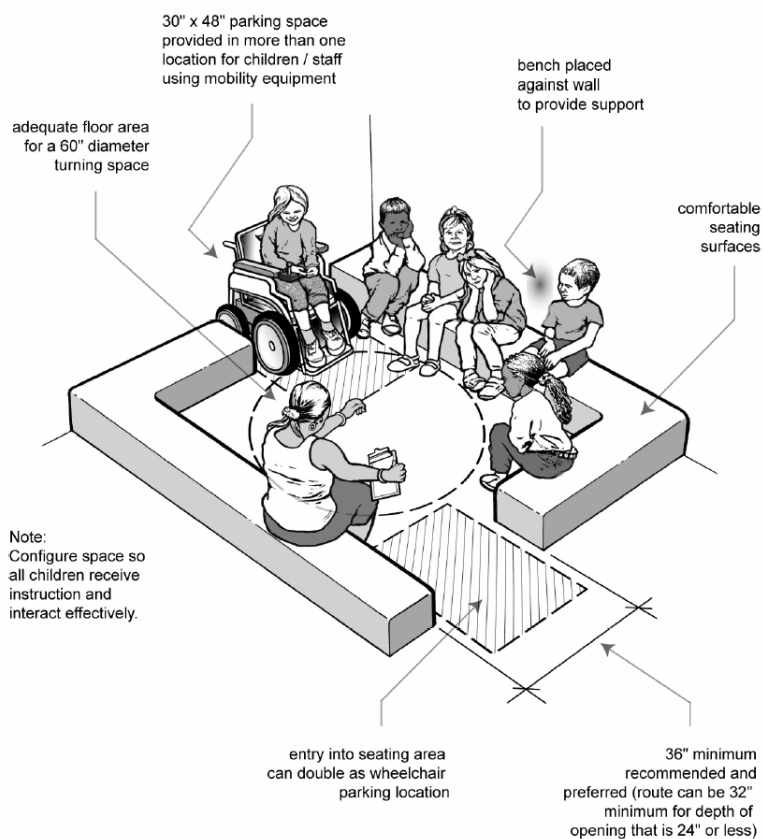 30" x 48" parking space
provided in more than one
location for children / staff
using mobility equipment
bench placed
against wall
to provide support
adequate floor area
for a 60" diameter
turning space
comfortable
seating
surfaces
Note:
Configure space so
all children receive
instruction and
interact effectively.
entry into seating area
can double as wheelchair
parking location
36" minimum
recommended and
preferred (route can be 32"
minimum for depth of
opening that is 24" or less)